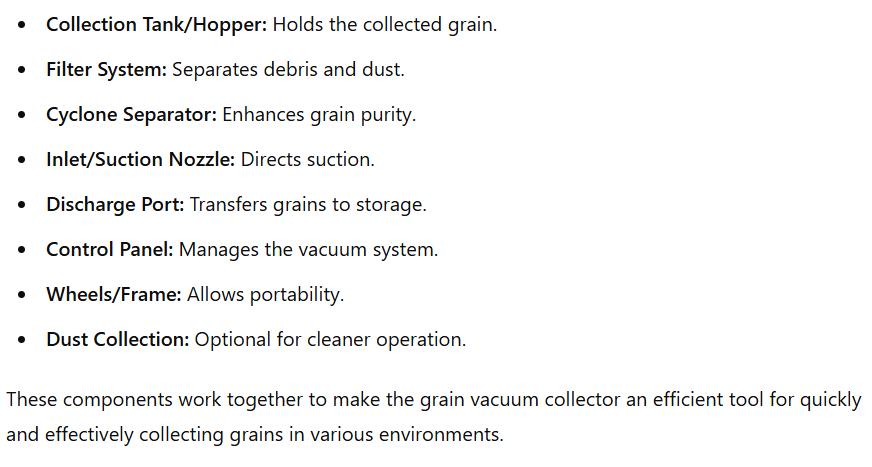 Collection Tank/Hopper: Holds the collected grain.
Filter System: Separates debris and dust.
Cyclone Separator: Enhances grain purity.
Inlet/Suction Nozzle: Directs suction.
Discharge Port: Transfers grains to storage.
Control Panel: Manages the vacuum system.
Wheels/Frame: Allows portability.
Dust Collection: Optional for cleaner operation.
These components work together to make the grain vacuum collector an efficient tool for quickly
and effectively collecting grains in various environments.